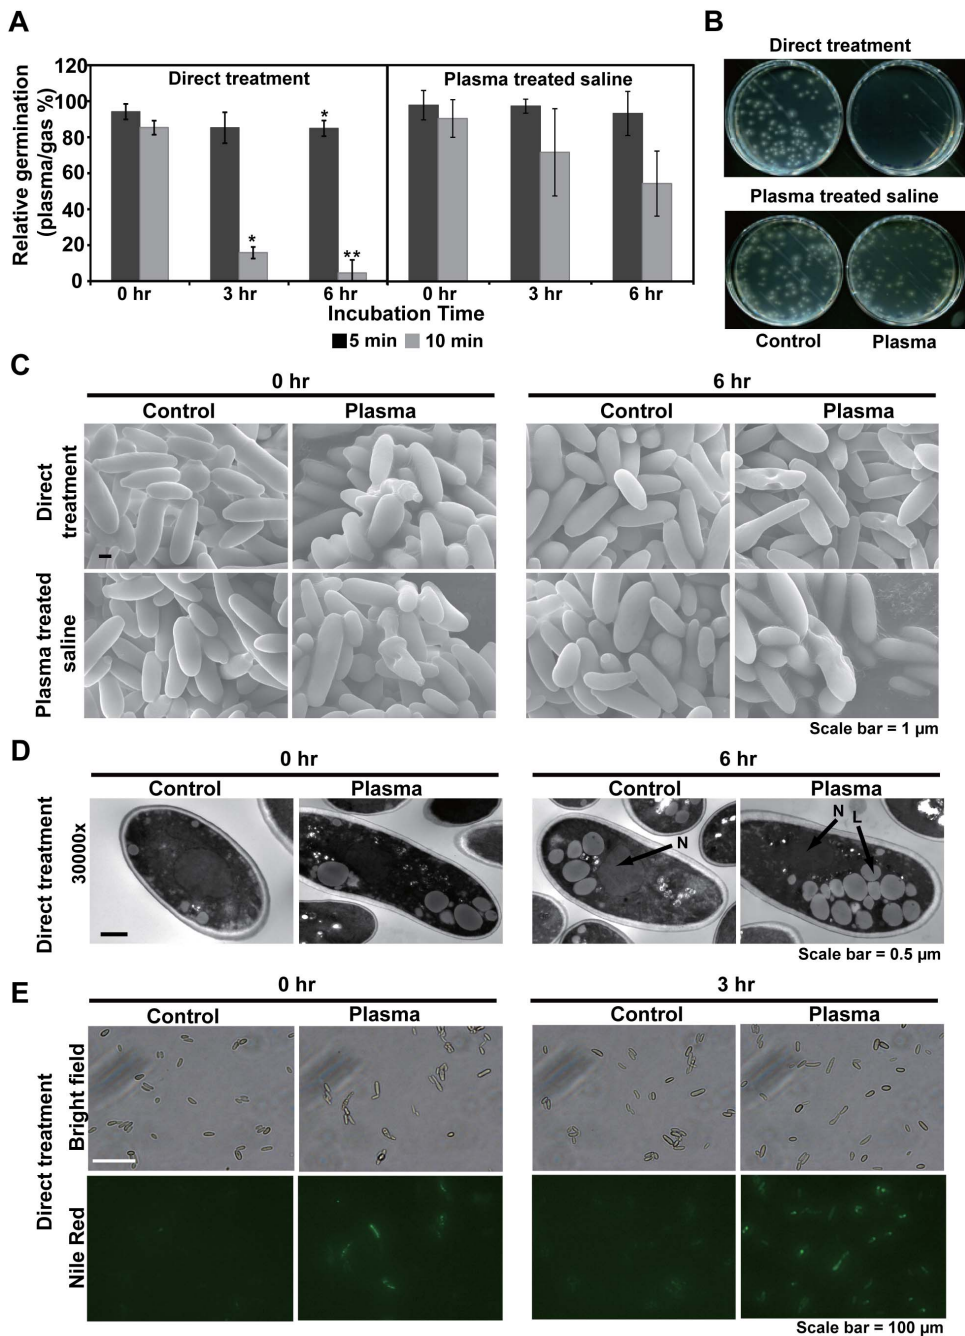 A
B
Direct treatment
Plasma treated saline
Relative germination
(plasma/gas %)
120
100
80
60
40
20
0
*
*
**
0 hr
3 hr
6 hr
0 hr
3 hr
6 hr
Incubation Time
5 min
10 min
Direct treatment
Plasma treated saline
Control
Plasma
C
0 hr
6 hr
Control
Plasma
Control
Plasma
Direct
treatment
Plasma treated
saline
Scale bar = 1 µm
D
0 hr
6 hr
Control
Plasma
Control
Plasma
Direct treatment
30000x
N
N
L
Scale bar = 0.5 µm
E
0 hr
3 hr
Control
Plasma
Control
Plasma
Direct treatment
Bright field
Nile Red
Scale bar = 100 µm